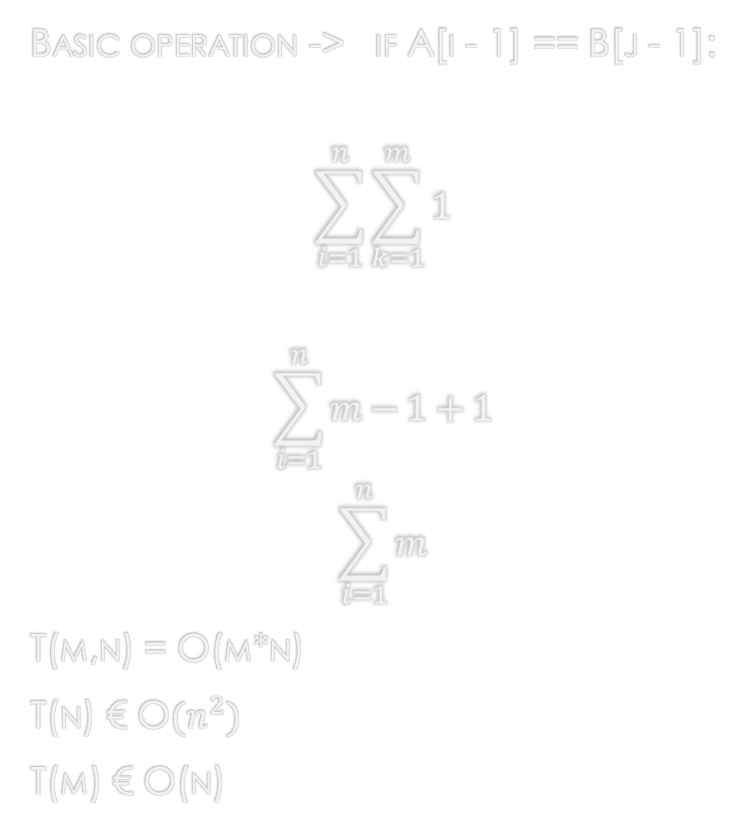 BASIC OPERATION -> IF A[I - 1] == B[J - 1]:
n m
∑ ∑ 1
i=1 k=1
n
∑ m − 1 + 1
i=1
n
∑ m
i=1
T(M,N) = O(M*N)
T(N) € O(n²)
T(M) € O(N)